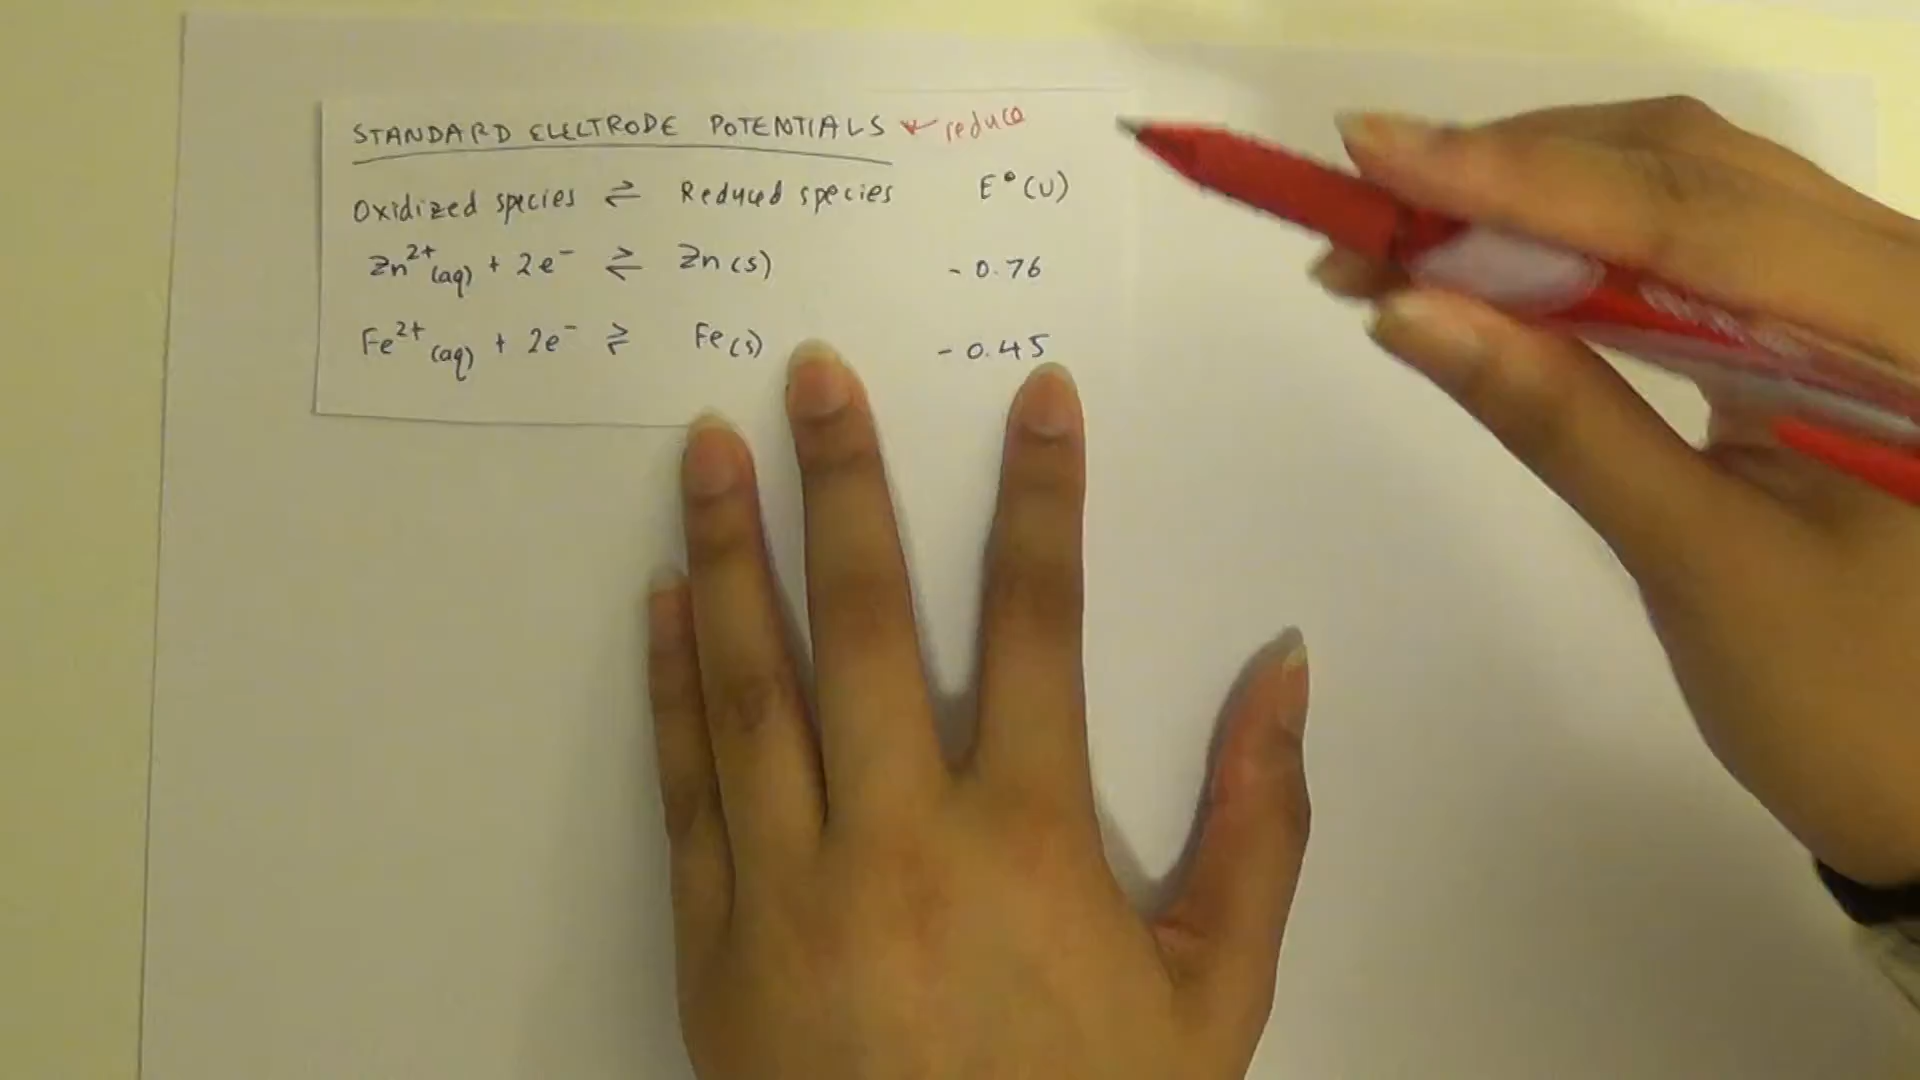 STANDARD ELECTRODE POTENTIALS ← reduce
Oxidized species ⇌ Reduced species E° (V)
Zn²⁺(aq) + 2e⁻ ⇌ Zn(s) - 0.76
Fe²⁺(aq) + 2e⁻ ⇌ Fe(s) - 0.45